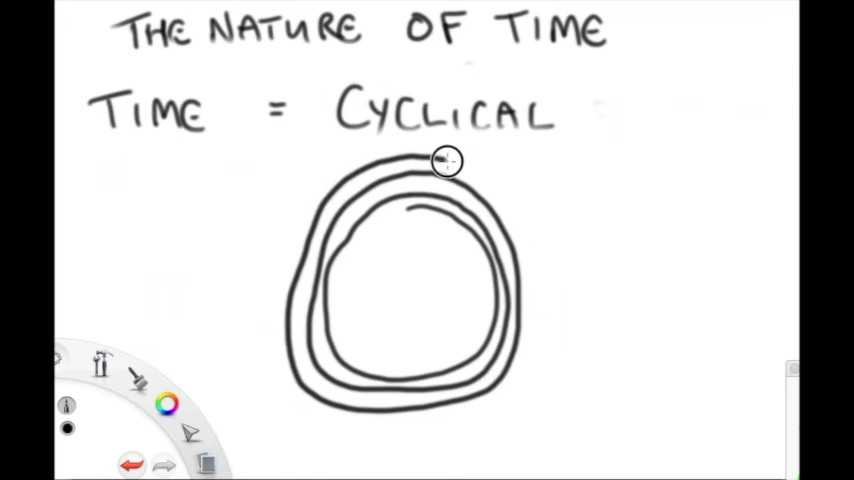 THE NATURE OF TIME
TIME = CYCLICAL